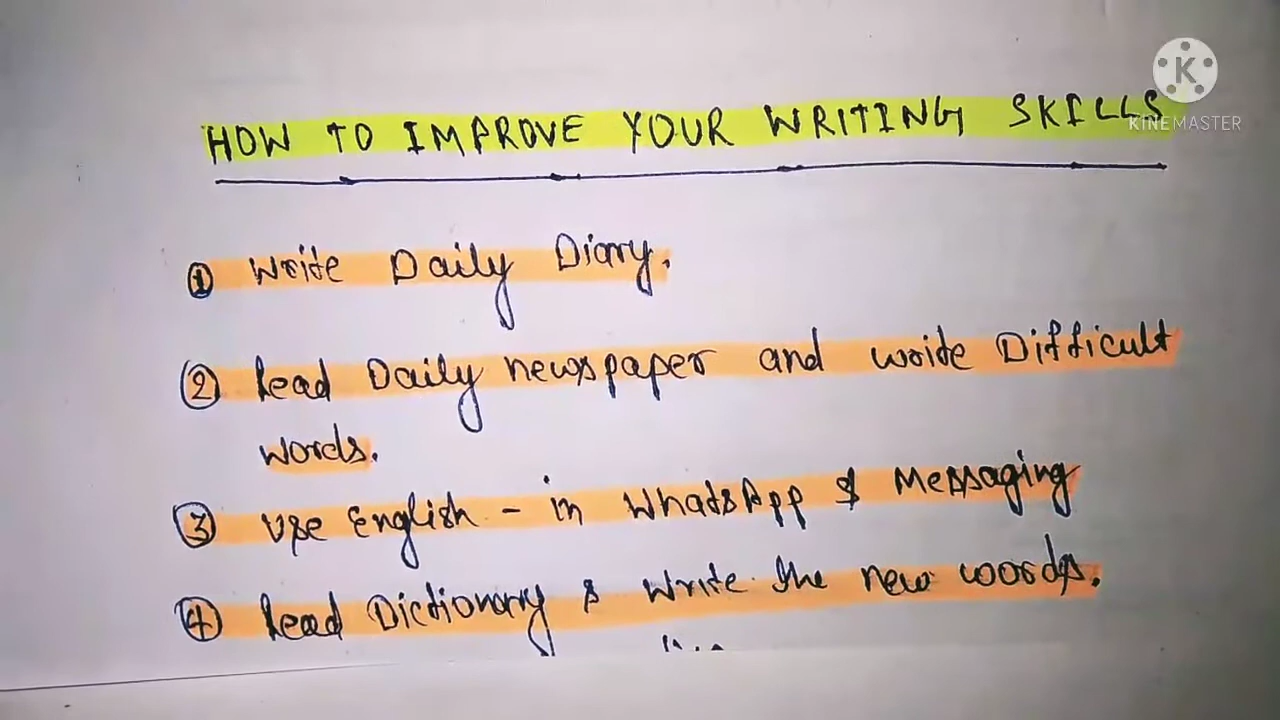 HOW TO IMPROVE YOUR WRITING SKILLS
① Write Daily Diary.
② Read Daily newspaper and write Difficult
words.
③ Use English - in WhatsApp & Messaging
④ Read Dictionary & Write the new words.
K
KINEMASTER